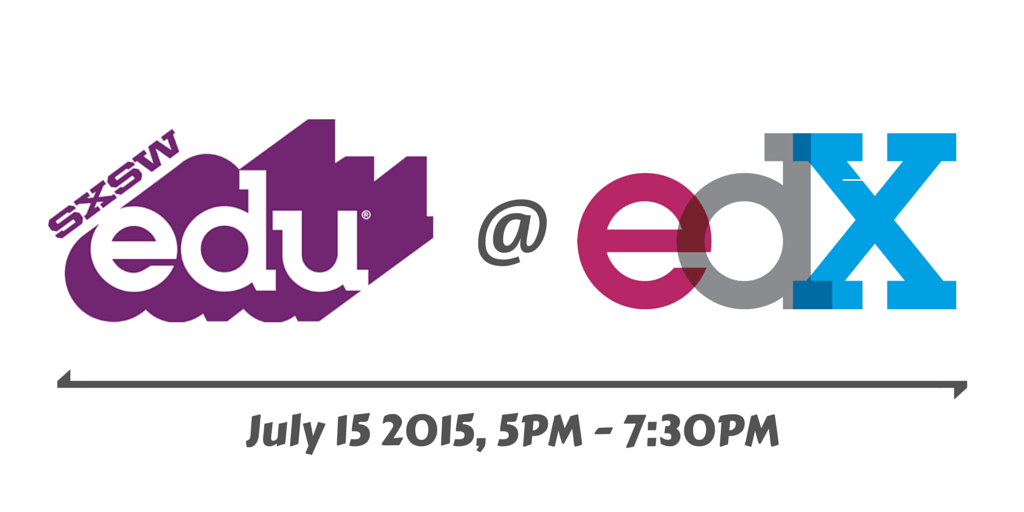 SXSW
edu® @ edX
July 15 2015, 5PM - 7:30PM